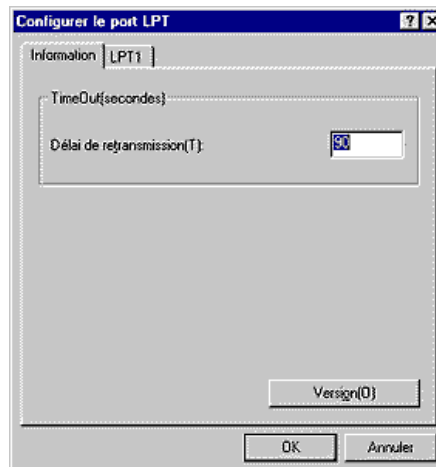 Configurer le port LPT
Information
LPT1
TimeOut(secondes)
Délai de retransmission(T):
90
Version(O)
OK
Annuler